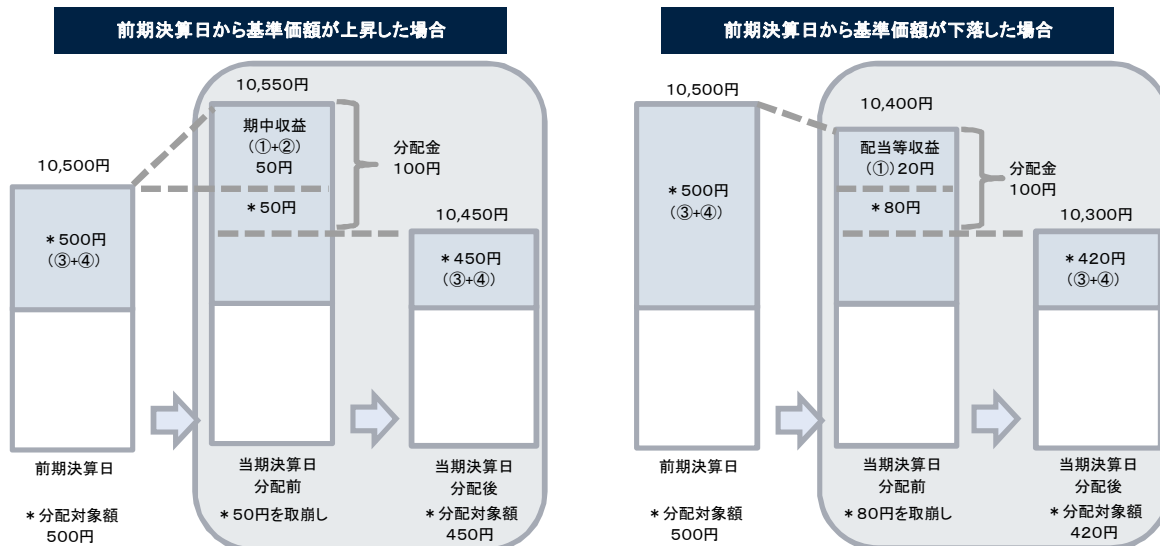 前期決算日から基準価額が上昇した場合
10,500円
*500円
(③+④)
前期決算日
*分配対象額
500円
10,550円
期中収益
(①+②)
50円
*50円
分配金
100円
当期決算日
分配前
*50円を取崩し
10,450円
*450円
(③+④)
当期決算日
分配後
*分配対象額
450円
前期決算日から基準価額が下落した場合
10,500円
*500円
(③+④)
前期決算日
*分配対象額
500円
10,400円
配当等収益
(①)20円
*80円
分配金
100円
当期決算日
分配前
*80円を取崩し
10,300円
*420円
(③+④)
当期決算日
分配後
*分配対象額
420円